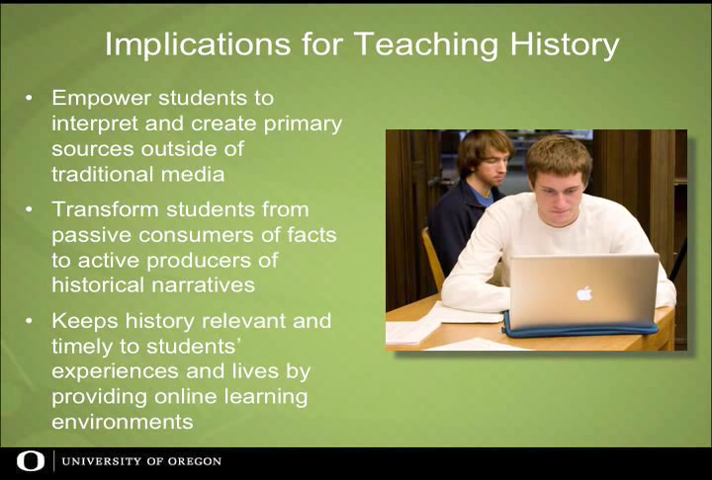 Implications for Teaching History
• Empower students to
interpret and create primary
sources outside of
traditional media
• Transform students from
passive consumers of facts
to active producers of
historical narratives
• Keeps history relevant and
timely to students'
experiences and lives by
providing online learning
environments
O UNIVERSITY OF OREGON